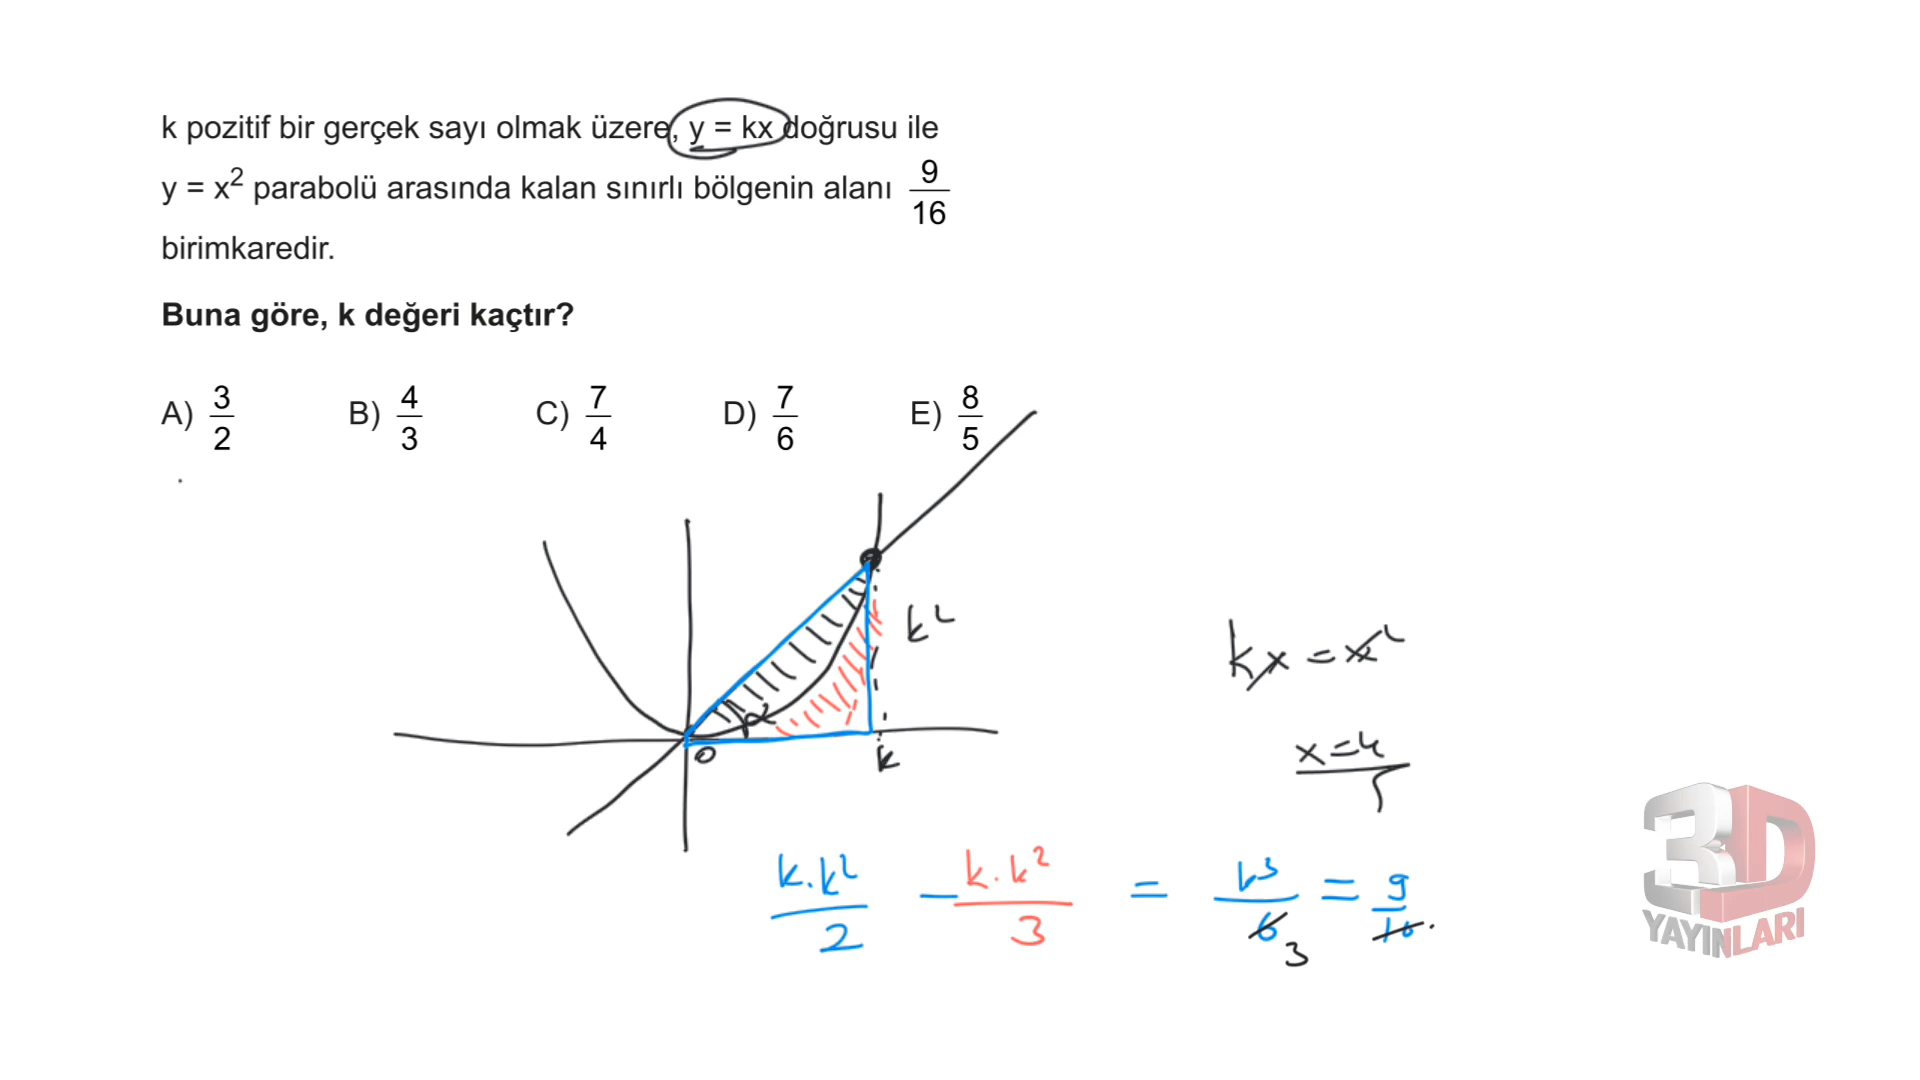 k pozitif bir gerçek sayı olmak üzere, y = kx doğrusu ile
y = x² parabolü arasında kalan sınırlı bölgenin alanı 9/16
birimkaredir.
Buna göre, k değeri kaçtır?
A) 3/2 B) 4/3 C) 7/4 D) 7/6 E) 8/5
k²
kx = x²
α
x = k
0
k
k.k²/2 - k.k²/3 = k³/6 = 9/16
3
3D
YAYINLARI